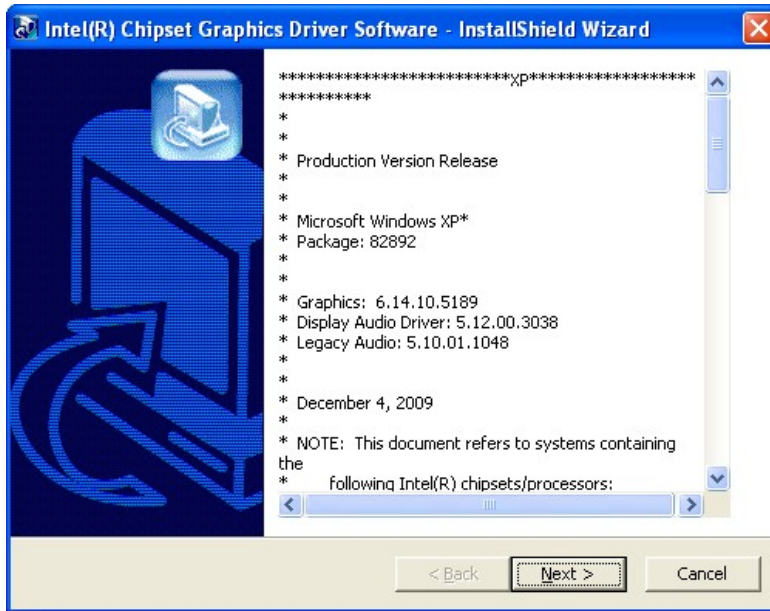 Intel(R) Chipset Graphics Driver Software - InstallShield Wizard
**************************XP*******************
**********
*
*
* Production Version Release
*
*
* Microsoft Windows XP*
* Package: 82892
*
*
* Graphics: 6.14.10.5189
* Display Audio Driver: 5.12.00.3038
* Legacy Audio: 5.10.01.1048
*
*
* December 4, 2009
*
* NOTE: This document refers to systems containing
the
* following Intel(R) chipsets/processors:
< Back
Next >
Cancel